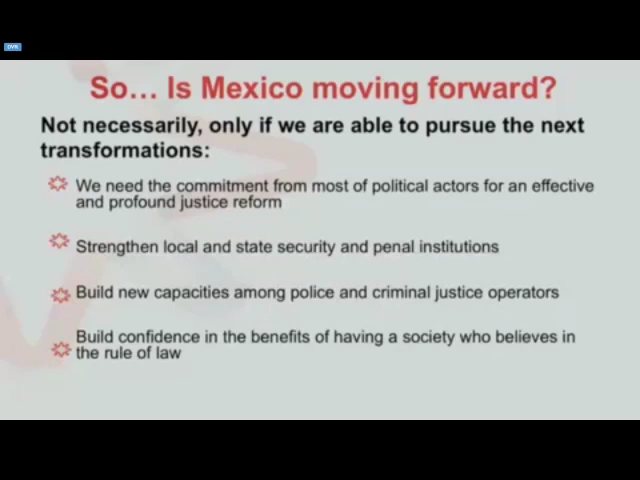 DVR
So... Is Mexico moving forward?
Not necessarily, only if we are able to pursue the next
transformations:
We need the commitment from most of political actors for an effective
and profound justice reform
Strengthen local and state security and penal institutions
Build new capacities among police and criminal justice operators
Build confidence in the benefits of having a society who believes in
the rule of law